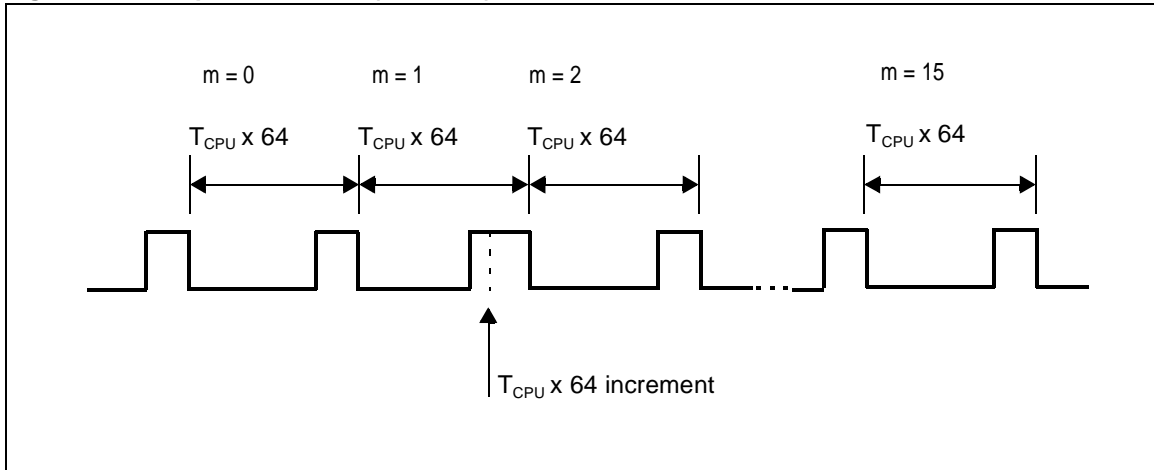 m = 0 m = 1 m = 2 m = 15
TCPU x 64 TCPU x 64 TCPU x 64 TCPU x 64
TCPU x 64 increment